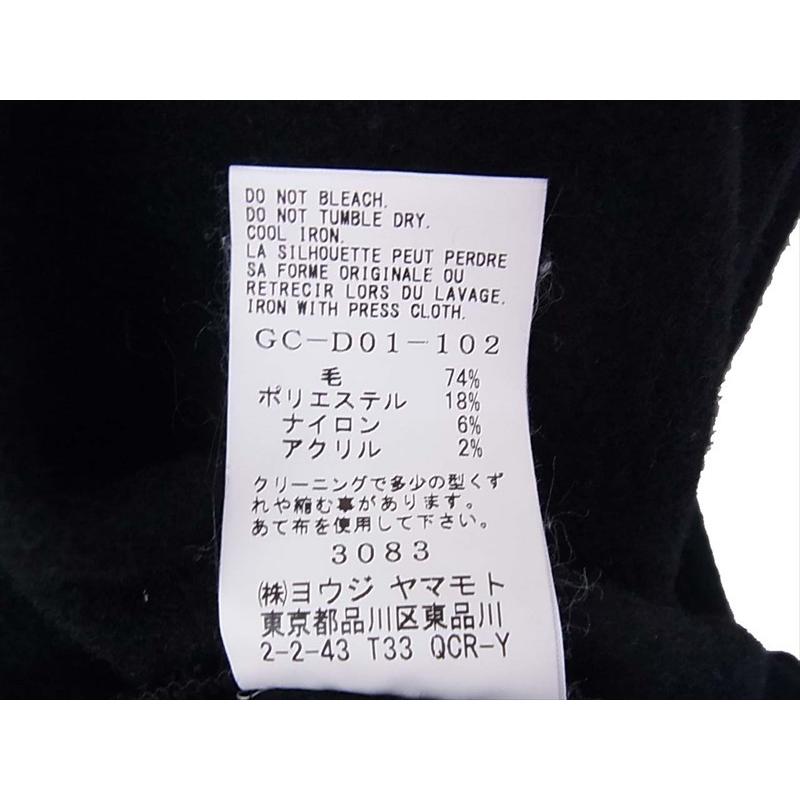 DO NOT BLEACH.
DO NOT TUMBLE DRY.
COOL IRON.
LA SILHOUETTE PEUT PERDRE
SA FORME ORIGINALE OU
RETRECIR LORS DU LAVAGE.
IRON WITH PRESS CLOTH.
GC-D01-102
毛 74%
ポリエステル 18%
ナイロン 6%
アクリル 2%
クリーニングで多少の型くず
れや縮む事があります。
あて布を使用して下さい。
3083
㈱ヨウジ ヤマモト
東京都品川区東品川
2-2-43 T33 QCR-Y